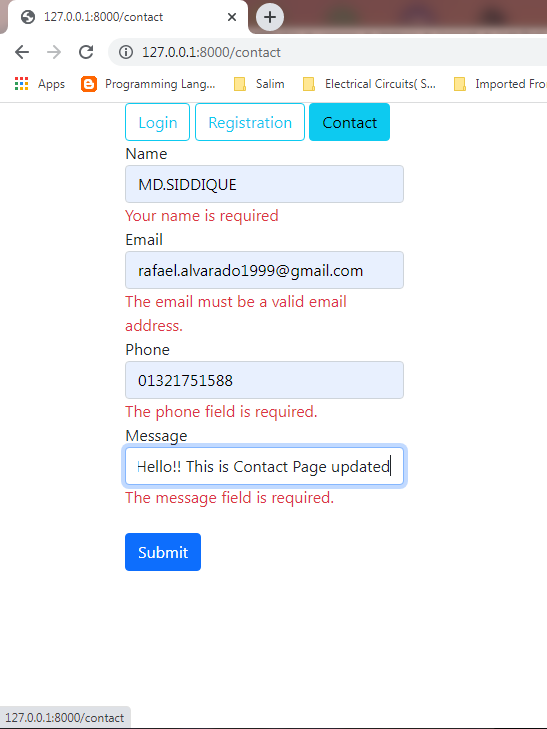 127.0.0.1:8000/contact
127.0.0.1:8000/contact
Apps Programming Lang... Salim Electrical Circuits( S... Imported Fro
Login Registration Contact
Name
MD.SIDDIQUE
Your name is required
Email
rafael.alvarado1999@gmail.com
The email must be a valid email
address.
Phone
01321751588
The phone field is required.
Message
Hello!! This is Contact Page updated
The message field is required.
Submit
127.0.0.1:8000/contact